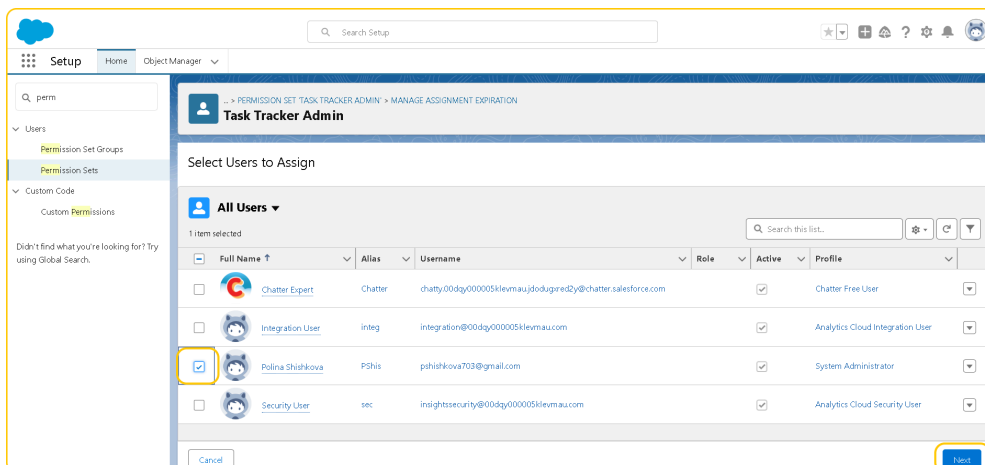 Search Setup
Setup Home Object Manager
perm
Users
Permission Set Groups
Permission Sets
Custom Code
Custom Permissions
Didn't find what you're looking for? Try
using Global Search.
... > PERMISSION SET 'TASK TRACKER ADMIN' > MANAGE ASSIGNMENT EXPIRATION
Task Tracker Admin
Select Users to Assign
All Users
1 item selected
Search this list...
Full Name ↑ Alias Username Role Active Profile
Chatter Expert Chatter chatty.00dqy000005klevmau.jdodugxred2y@chatter.salesforce.com Chatter Free User
Integration User integ integration@00dqy000005klevmau.com Analytics Cloud Integration User
Polina Shishkova PShis pshishkova703@gmail.com System Administrator
Security User sec insightssecurity@00dqy000005klevmau.com Analytics Cloud Security User
Cancel Next